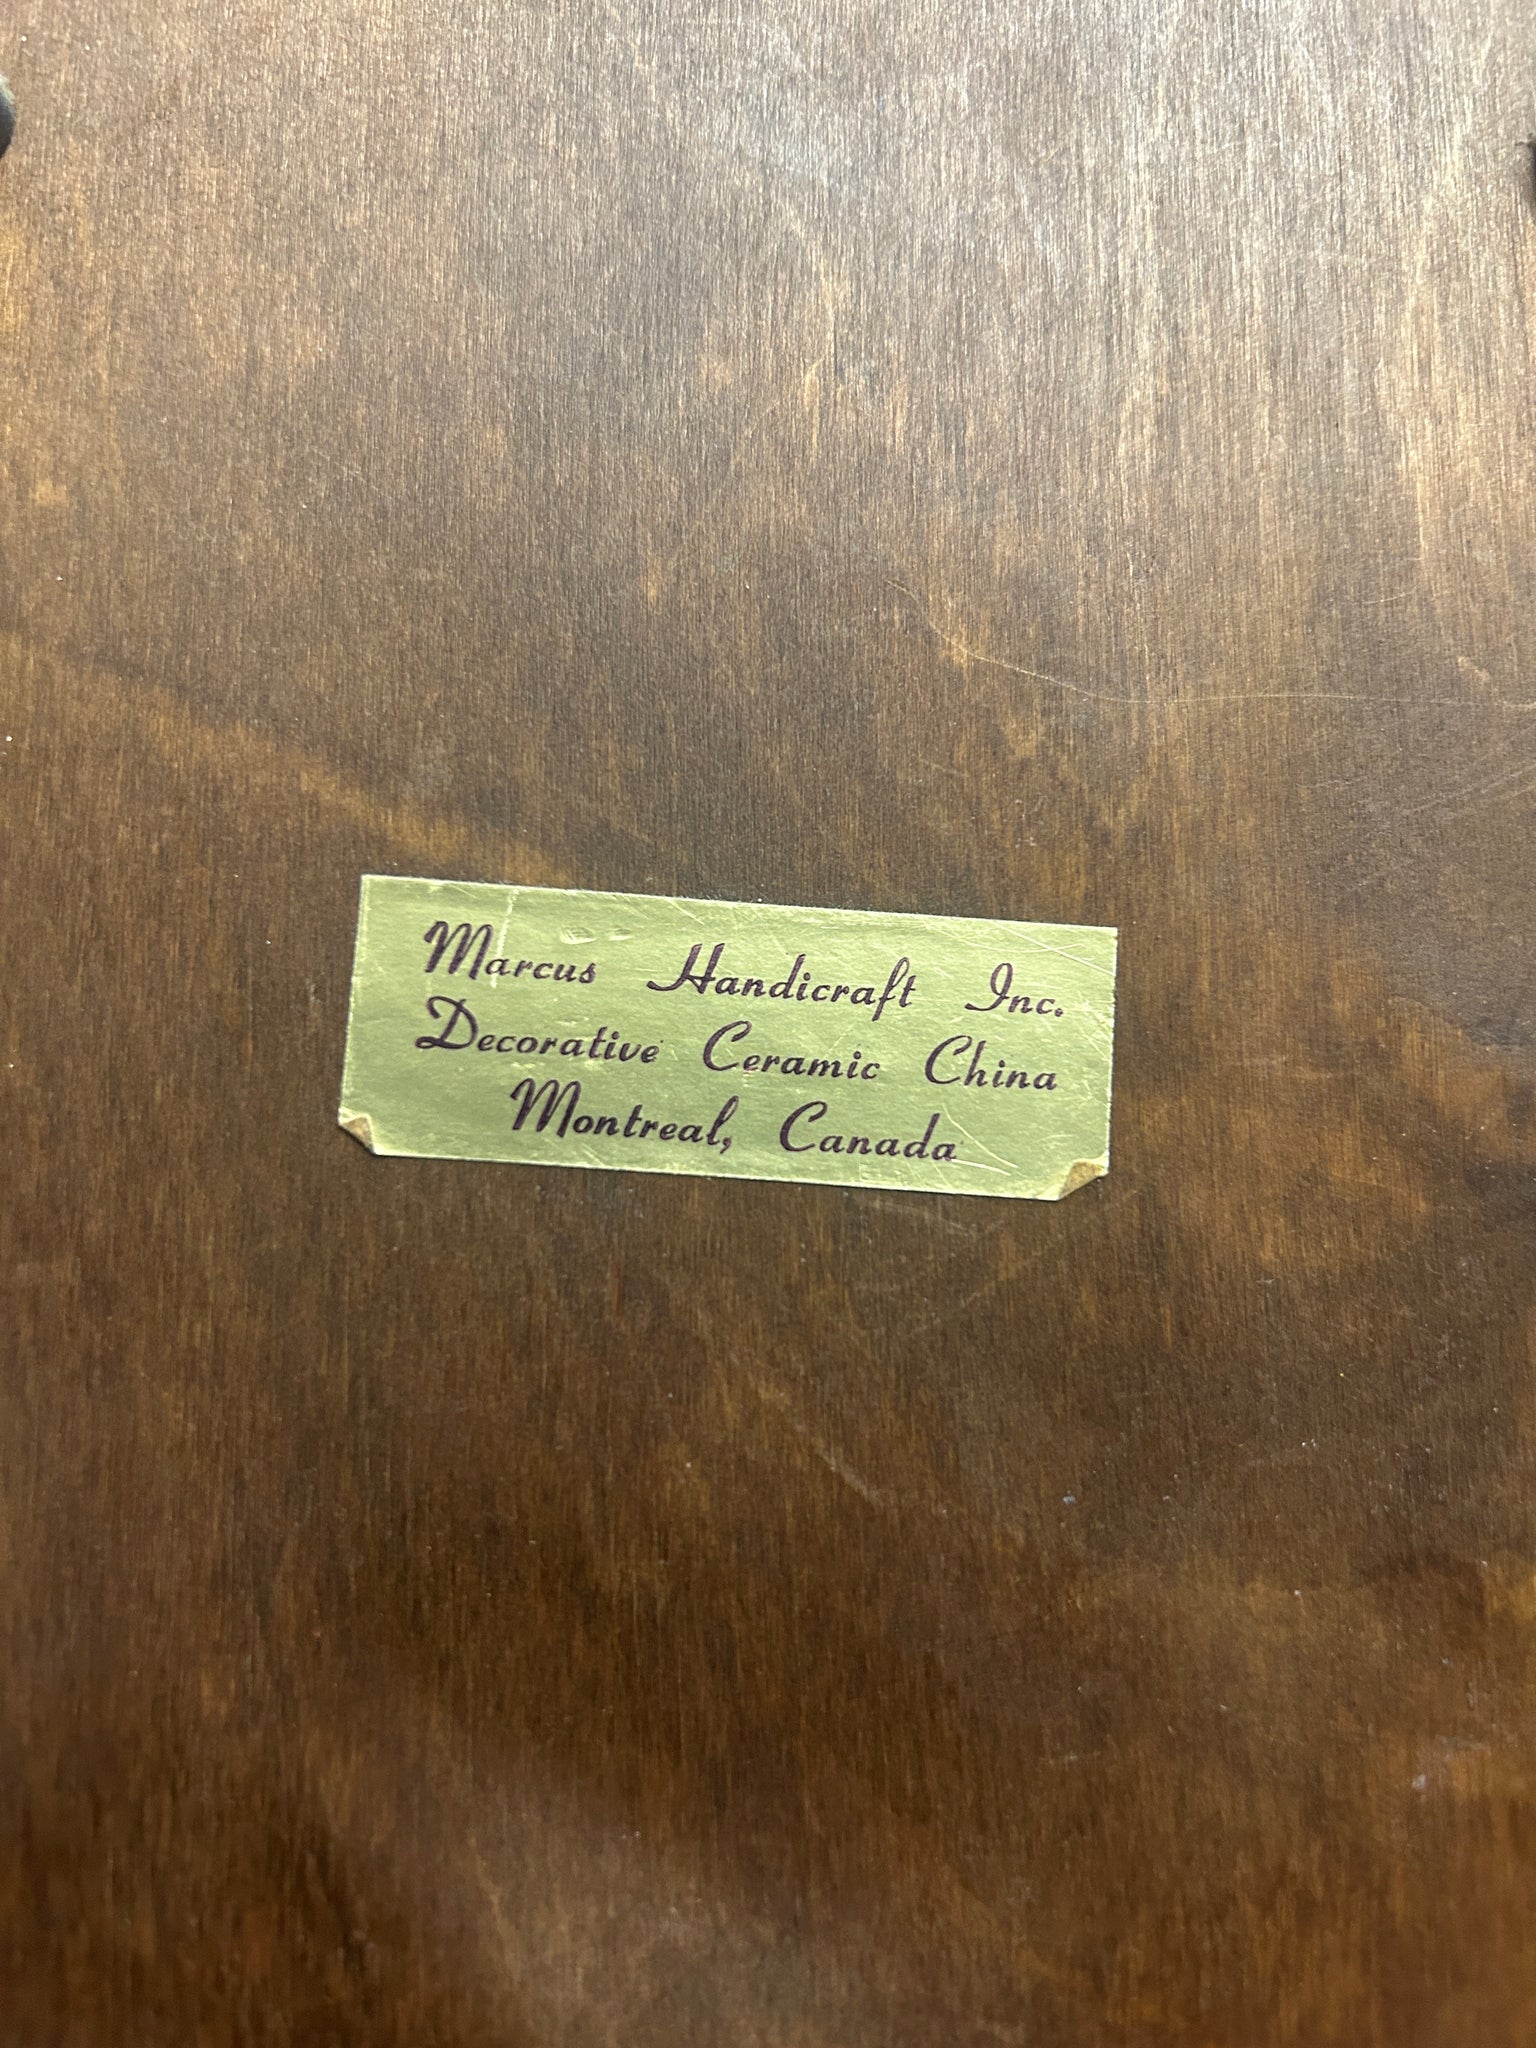 Marcus Handicraft Inc.
Decorative Ceramic China
Montreal, Canada